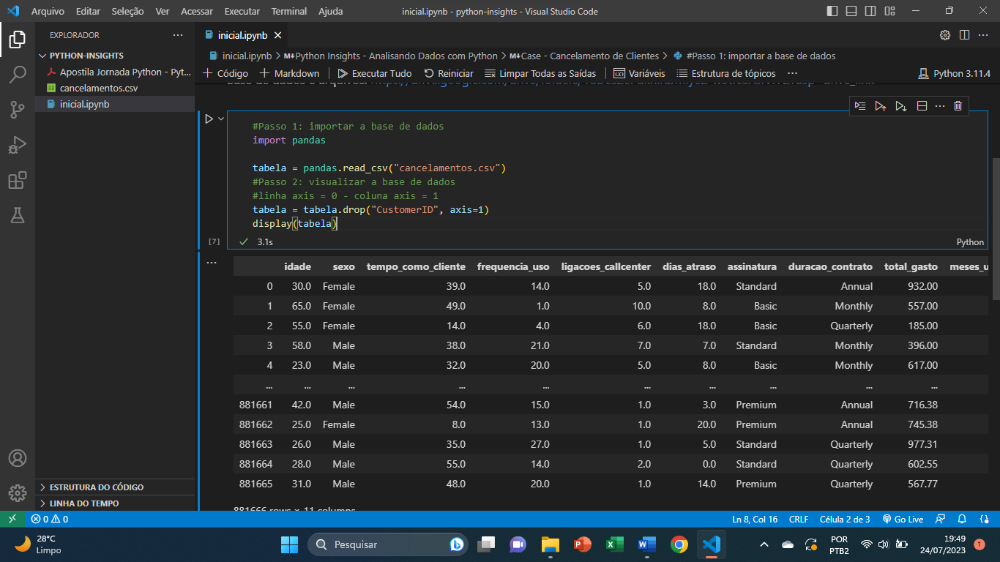 Arquivo Editar Seleção Ver Acessar Executar Terminal Ajuda inicial.ipynb - python-insights - Visual Studio Code
EXPLORADOR ...
PYTHON-INSIGHTS
Apostila Jornada Python - Pyt...
cancelamentos.csv
inicial.ipynb
inicial.ipynb
inicial.ipynb > M↓Python Insights - Analisando Dados com Python > M↓Case - Cancelamento de Clientes > #Passo 1: importar a base de dados
+ Código + Markdown Executar Tudo Reiniciar Limpar Todas as Saídas Variáveis Estrutura de tópicos ... Python 3.11.4
#Passo 1: importar a base de dados
import pandas
tabela = pandas.read_csv("cancelamentos.csv")
#Passo 2: visualizar a base de dados
#linha axis = 0 - coluna axis = 1
tabela = tabela.drop("CustomerID", axis=1)
display(tabela)
[7] 3.1s Python
...
idade sexo tempo_como_cliente frequencia_uso ligacoes_callcenter dias_atraso assinatura duracao_contrato total_gasto meses_u
0 30.0 Female 39.0 14.0 5.0 18.0 Standard Annual 932.00
1 65.0 Female 49.0 1.0 10.0 8.0 Basic Monthly 557.00
2 55.0 Female 14.0 4.0 6.0 18.0 Basic Quarterly 185.00
3 58.0 Male 38.0 21.0 7.0 7.0 Standard Monthly 396.00
4 23.0 Male 32.0 20.0 5.0 8.0 Basic Monthly 617.00
... ... ... ... ... ... ... ... ... ...
881661 42.0 Male 54.0 15.0 1.0 3.0 Premium Annual 716.38
881662 25.0 Female 8.0 13.0 1.0 20.0 Premium Annual 745.38
881663 26.0 Male 35.0 27.0 1.0 5.0 Standard Quarterly 977.31
881664 28.0 Male 55.0 14.0 2.0 0.0 Standard Quarterly 602.55
881665 31.0 Male 48.0 20.0 1.0 14.0 Premium Quarterly 567.77
881666 rows × 11 columns
ESTRUTURA DO CÓDIGO
LINHA DO TEMPO
0 0 Ln 8, Col 16 CRLF Célula 2 de 3 Go Live
28°C
Limpo
Pesquisar
POR
PTB2
19:49
24/07/2023
1